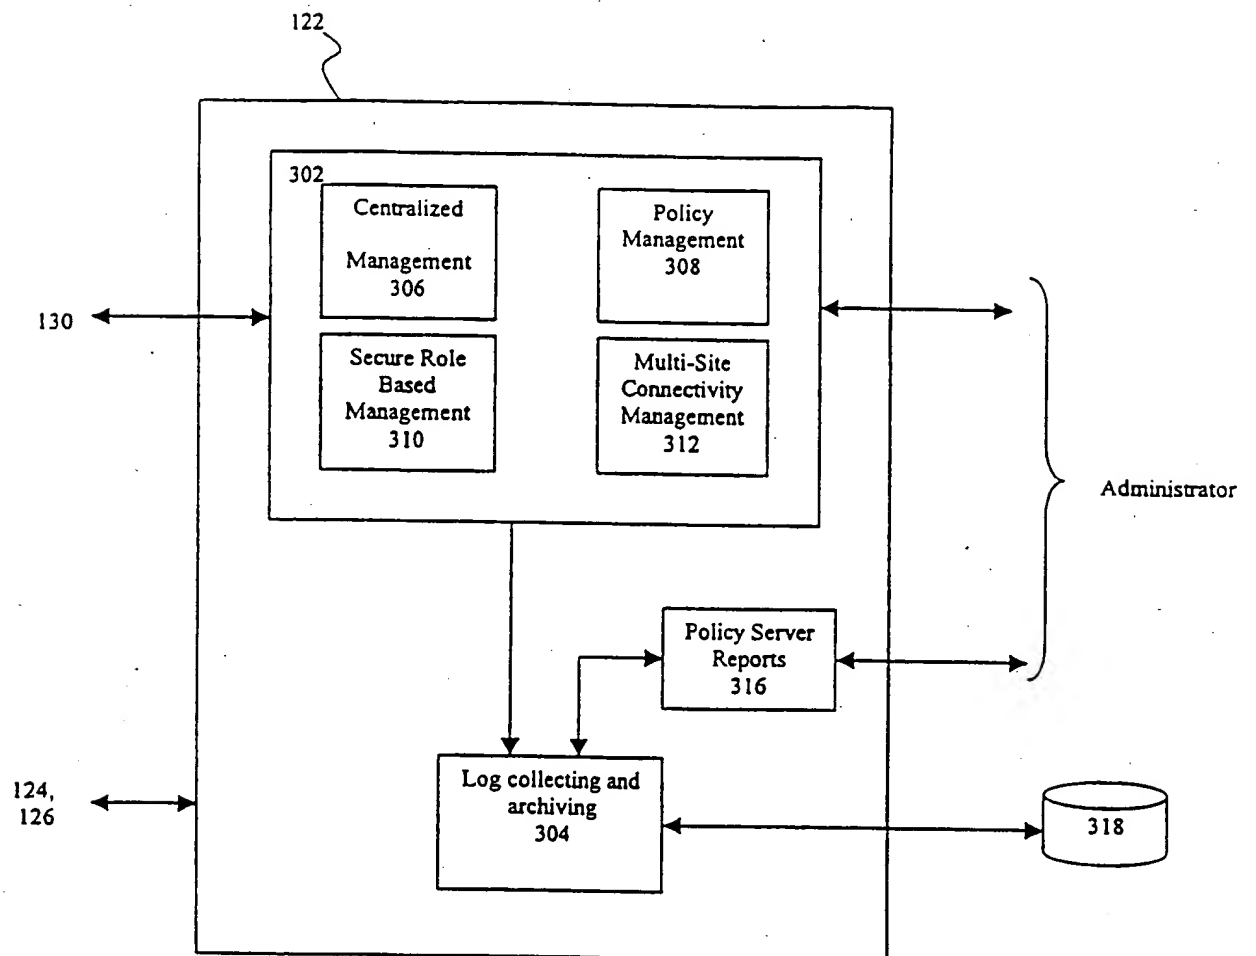 122
302
Centralized
Management
306
Policy
Management
308
130
Secure Role
Based
Management
310
Multi-Site
Connectivity
Management
312
Administrator
Policy Server
Reports
316
124,
126
Log collecting and
archiving
304
318